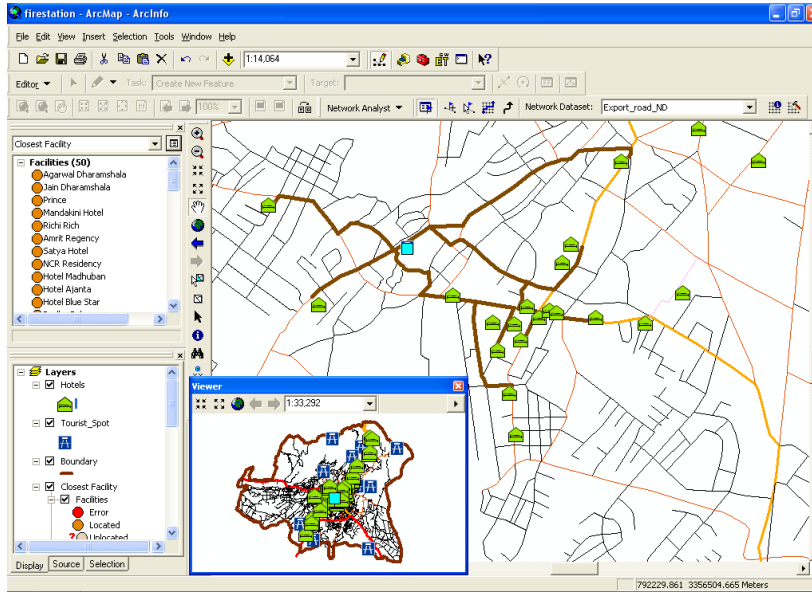 firestation - ArcMap - ArcInfo
File Edit View Insert Selection Tools Window Help
1:14,064
Editor Task: Create New Feature Target:
100% Network Analyst Network Dataset: Export_road_ND
Closest Facility
Facilities (50)
Agarwal Dharamshala
Jain Dharamshala
Prince
Mandakini Hotel
Richi Rich
Amrit Regency
Satya Hotel
NCR Residency
Hotel Madhuban
Hotel Ajanta
Hotel Blue Star
Layers
Hotels
Tourist_Spot
Boundary
Closest Facility
Facilities
Error
Located
Unlocated
Display Source Selection
Viewer
1:33,292
792229.861 3356504.665 Meters